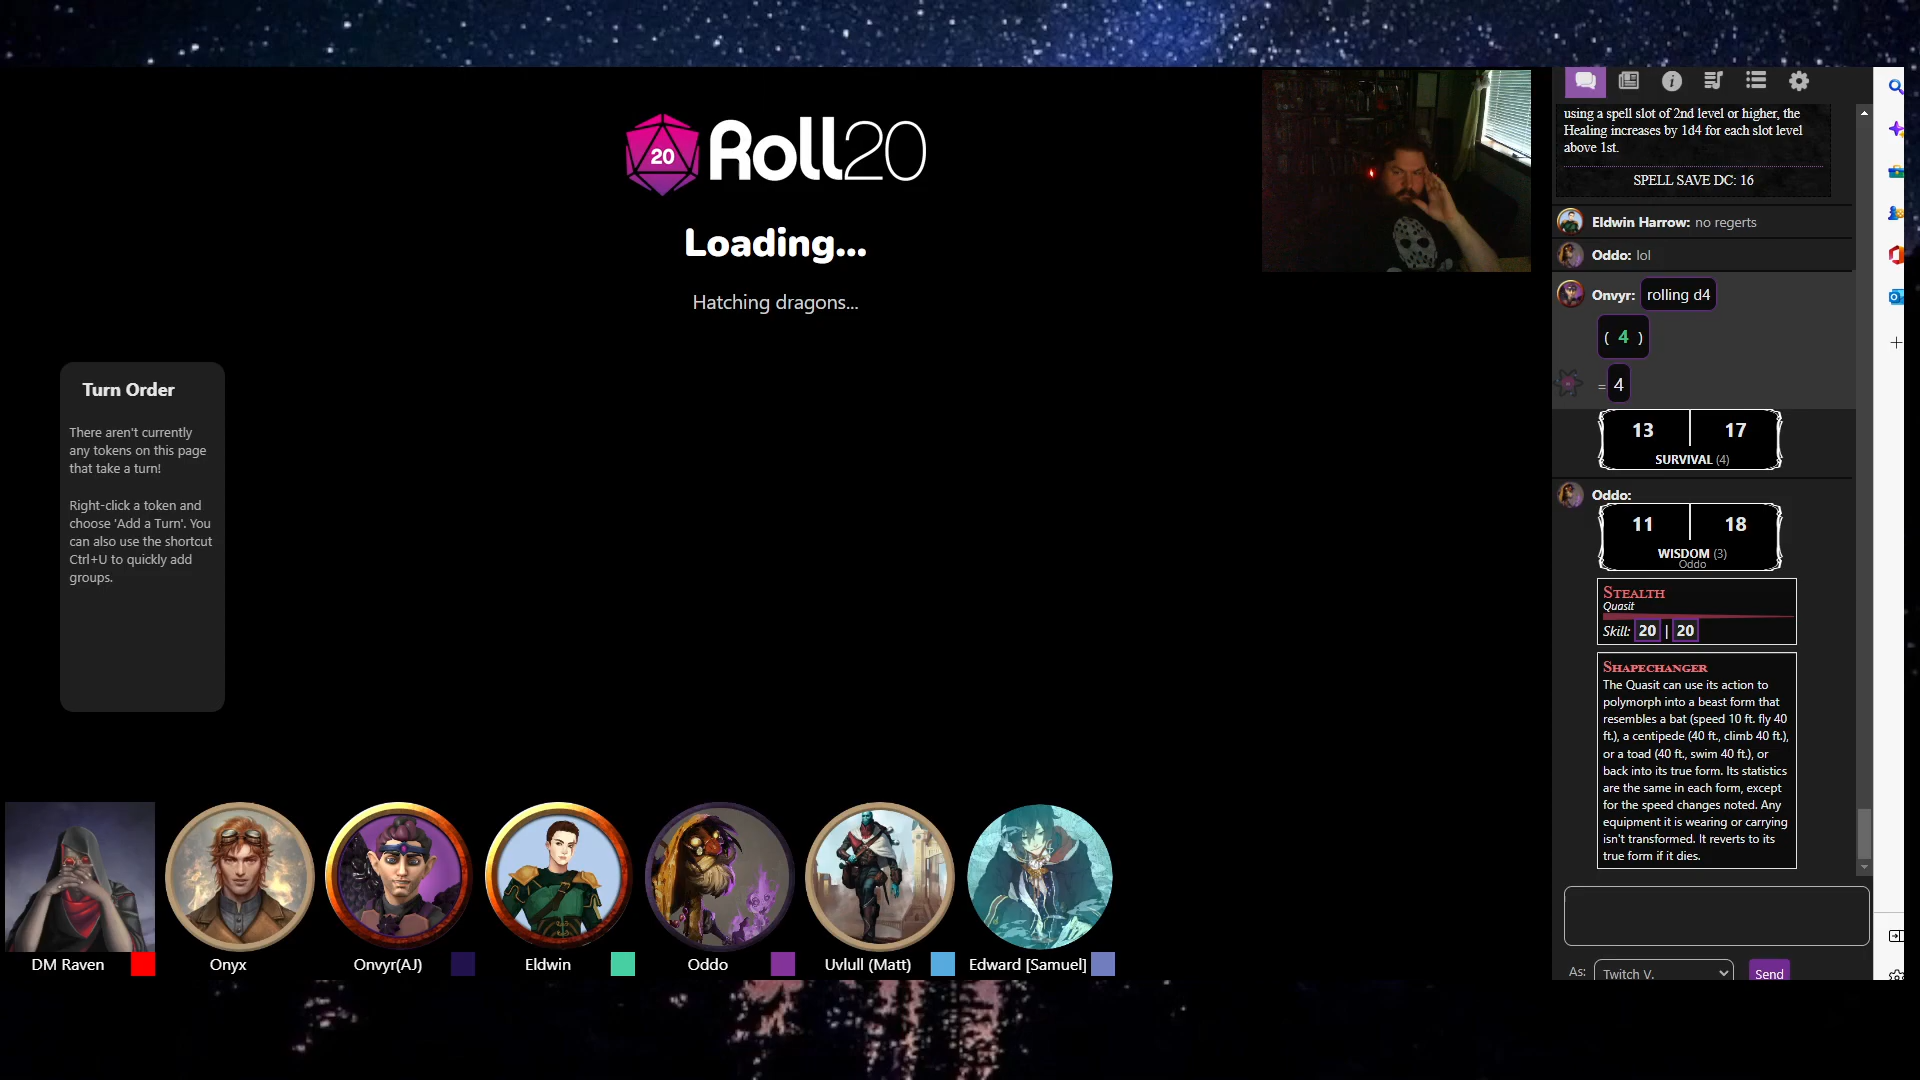 20 Roll20
Loading...
Hatching dragons...
Turn Order
There aren't currently
any tokens on this page
that take a turn!
Right-click a token and
choose 'Add a Turn'. You
can also use the shortcut
Ctrl+U to quickly add
groups.
DM Raven
Onyx
Onvyr(AJ)
Eldwin
Oddo
Uvlull (Matt)
Edward [Samuel]
using a spell slot of 2nd level or higher, the
Healing increases by 1d4 for each slot level
above 1st.
SPELL SAVE DC: 16
Eldwin Harrow: no regerts
Oddo: lol
Onvyr: rolling d4
( 4 )
= 4
13 17
SURVIVAL (4)
Oddo:
11 18
WISDOM (3)
Oddo
STEALTH
Quasit
Skill: 20 | 20
SHAPECHANGER
The Quasit can use its action to
polymorph into a beast form that
resembles a bat (speed 10 ft. fly 40
ft.), a centipede (40 ft., climb 40 ft.),
or a toad (40 ft., swim 40 ft.), or
back into its true form. Its statistics
are the same in each form, except
for the speed changes noted. Any
equipment it is wearing or carrying
isn't transformed. It reverts to its
true form if it dies.
As: Twitch V. Send